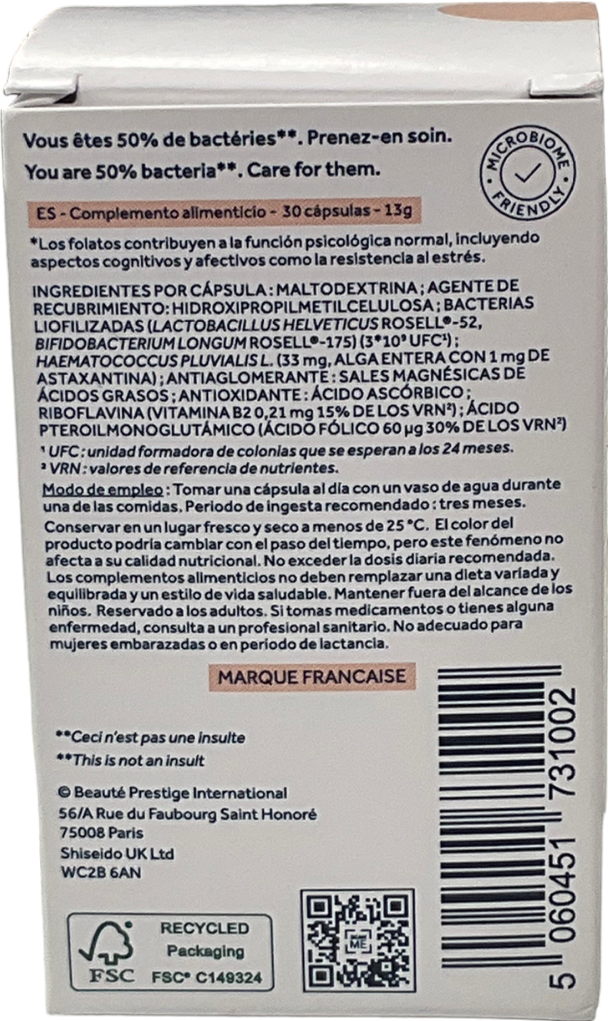 Vous êtes 50% de bactéries**. Prenez-en soin.
You are 50% bacteria**. Care for them.
MICROBIOME
FRIENDLY
ES - Complemento alimenticio - 30 cápsulas - 13g
*Los folatos contribuyen a la función psicológica normal, incluyendo
aspectos cognitivos y afectivos como la resistencia al estrés.
INGREDIENTES POR CÁPSULA : MALTODEXTRINA ; AGENTE DE
RECUBRIMIENTO: HIDROXIPROPILMETILCELULOSA ; BACTERIAS
LIOFILIZADAS (LACTOBACILLUS HELVETICUS ROSELL®-52,
BIFIDOBACTERIUM LONGUM ROSELL®-175) (3*10⁹ UFC¹) ;
HAEMATOCOCCUS PLUVIALIS L. (33 mg, ALGA ENTERA CON 1 mg DE
ASTAXANTINA) ; ANTIAGLOMERANTE : SALES MAGNÉSICAS DE
ÁCIDOS GRASOS ; ANTIOXIDANTE : ÁCIDO ASCÓRBICO ;
RIBOFLAVINA (VITAMINA B2 0,21 mg 15% DE LOS VRN²) ; ÁCIDO
PTEROILMONOGLUTÁMICO (ÁCIDO FÓLICO 60 µg 30% DE LOS VRN²)
¹ UFC : unidad formadora de colonias que se esperan a los 24 meses.
² VRN : valores de referencia de nutrientes.
Modo de empleo : Tomar una cápsula al día con un vaso de agua durante
una de las comidas. Periodo de ingesta recomendado : tres meses.
Conservar en un lugar fresco y seco a menos de 25 °C. El color del
producto podría cambiar con el paso del tiempo, pero este fenómeno no
afecta a su calidad nutricional. No exceder la dosis diaria recomendada.
Los complementos alimenticios no deben remplazar una dieta variada y
equilibrada y un estilo de vida saludable. Mantener fuera del alcance de los
niños. Reservado a los adultos. Si tomas medicamentos o tienes alguna
enfermedad, consulta a un profesional sanitario. No adecuado para
mujeres embarazadas o en periodo de lactancia.
MARQUE FRANCAISE
**Ceci n'est pas une insulte
**This is not an insult
© Beauté Prestige International
56/A Rue du Faubourg Saint Honoré
75008 Paris
Shiseido UK Ltd
WC2B 6AN
FSC
RECYCLED
Packaging
FSC® C149324
ME
5 060451 731002